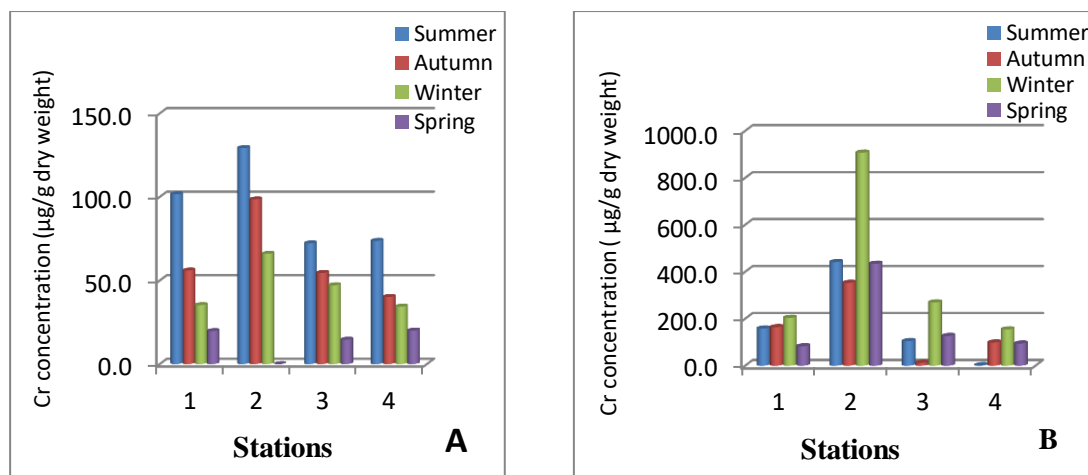 Summer
Autumn
Winter
Spring
Cr concentration (µg/g dry weight)
150.0
100.0
50.0
0.0
1 2 3 4
Stations
A
Summer
Autumn
Winter
Spring
Cr concentration ( µg/g dry weight)
1000.0
800.0
600.0
400.0
200.0
0.0
1 2 3 4
Stations
B